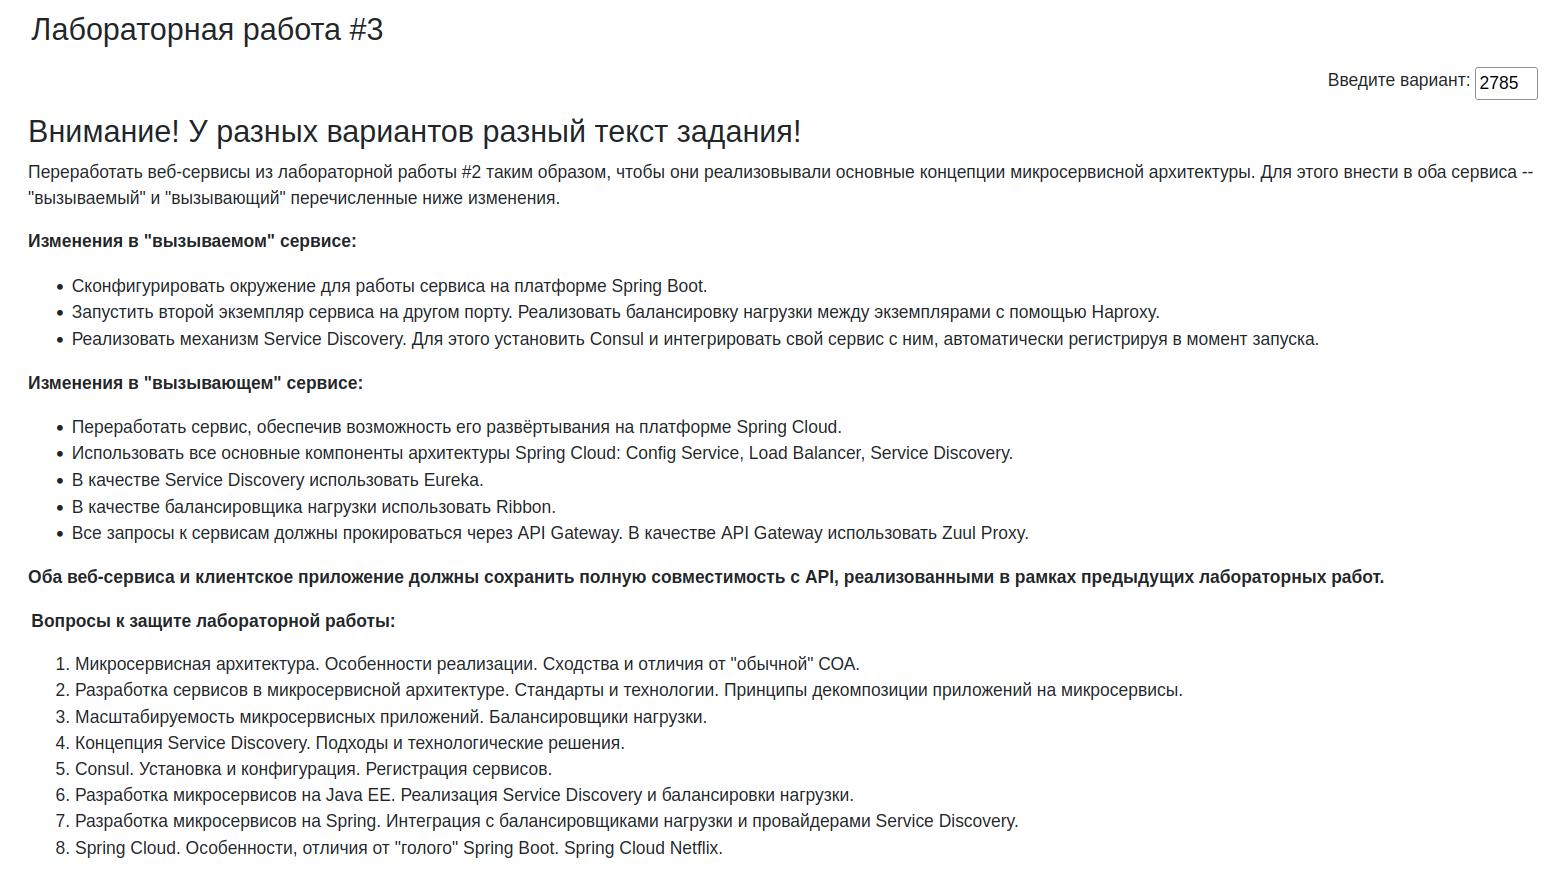 Лабораторная работа #3
Введите вариант: 2785
Внимание! У разных вариантов разный текст задания!
Переработать веб-сервисы из лабораторной работы #2 таким образом, чтобы они реализовывали основные концепции микросервисной архитектуры. Для этого внести в оба сервиса --
"вызываемый" и "вызывающий" перечисленные ниже изменения.
Изменения в "вызываемом" сервисе:
• Сконфигурировать окружение для работы сервиса на платформе Spring Boot.
• Запустить второй экземпляр сервиса на другом порту. Реализовать балансировку нагрузки между экземплярами с помощью Haproxy.
• Реализовать механизм Service Discovery. Для этого установить Consul и интегрировать свой сервис с ним, автоматически регистрируя в момент запуска.
Изменения в "вызывающем" сервисе:
• Переработать сервис, обеспечив возможность его развёртывания на платформе Spring Cloud.
• Использовать все основные компоненты архитектуры Spring Cloud: Config Service, Load Balancer, Service Discovery.
• В качестве Service Discovery использовать Eureka.
• В качестве балансировщика нагрузки использовать Ribbon.
• Все запросы к сервисам должны прокироваться через API Gateway. В качестве API Gateway использовать Zuul Proxy.
Оба веб-сервиса и клиентское приложение должны сохранить полную совместимость с API, реализованными в рамках предыдущих лабораторных работ.
Вопросы к защите лабораторной работы:
1. Микросервисная архитектура. Особенности реализации. Сходства и отличия от "обычной" СОА.
2. Разработка сервисов в микросервисной архитектуре. Стандарты и технологии. Принципы декомпозиции приложений на микросервисы.
3. Масштабируемость микросервисных приложений. Балансировщики нагрузки.
4. Концепция Service Discovery. Подходы и технологические решения.
5. Consul. Установка и конфигурация. Регистрация сервисов.
6. Разработка микросервисов на Java EE. Реализация Service Discovery и балансировки нагрузки.
7. Разработка микросервисов на Spring. Интеграция с балансировщиками нагрузки и провайдерами Service Discovery.
8. Spring Cloud. Особенности, отличия от "голого" Spring Boot. Spring Cloud Netflix.